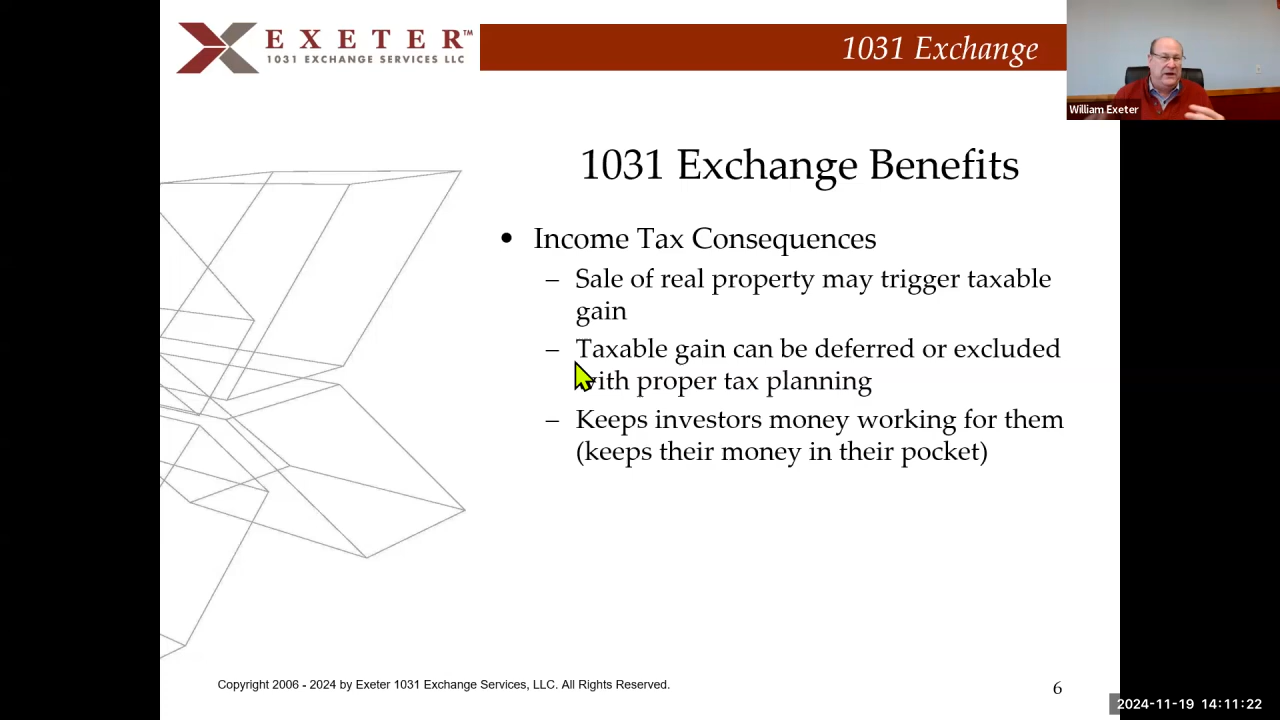 EXETER™
1031 EXCHANGE SERVICES LLC
1031 Exchange
William Exeter
1031 Exchange Benefits
• Income Tax Consequences
– Sale of real property may trigger taxable
gain
– Taxable gain can be deferred or excluded
with proper tax planning
– Keeps investors money working for them
(keeps their money in their pocket)
Copyright 2006 - 2024 by Exeter 1031 Exchange Services, LLC. All Rights Reserved.
6
2024-11-19 14:11:22